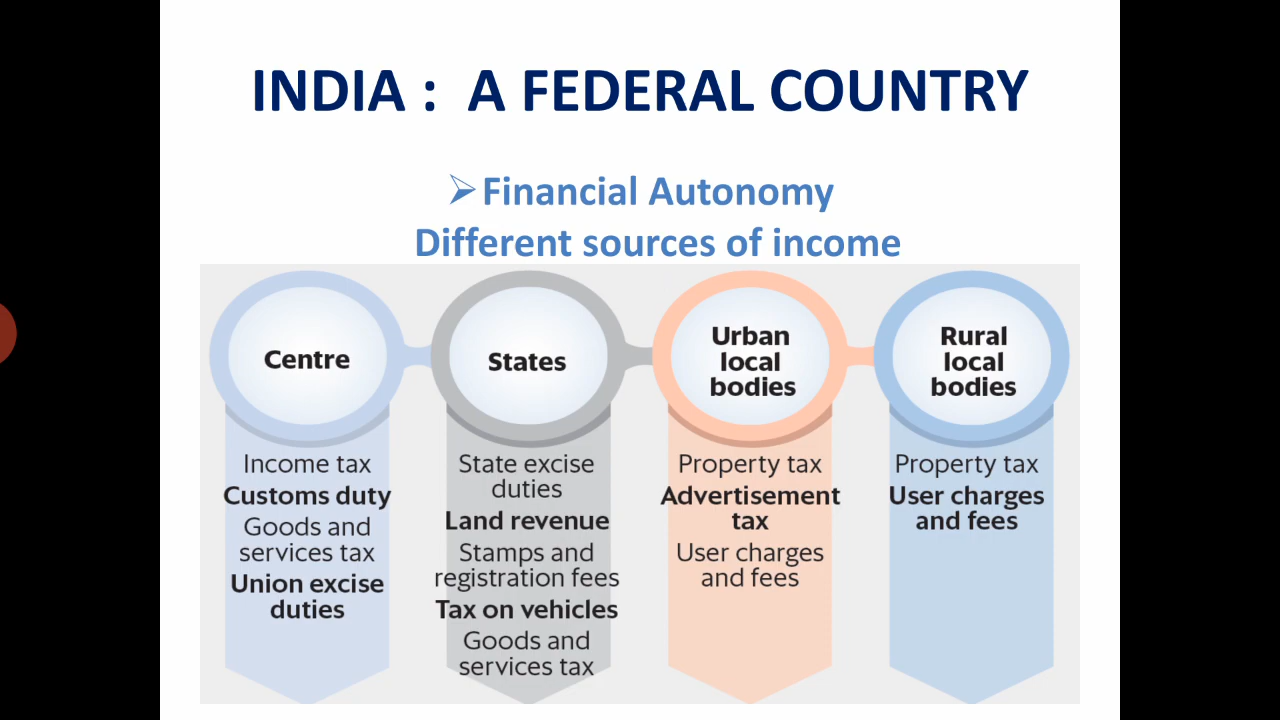 INDIA : A FEDERAL COUNTRY
Financial Autonomy
Different sources of income
Centre
Income tax
Customs duty
Goods and
services tax
Union excise
duties
States
State excise
duties
Land revenue
Stamps and
registration fees
Tax on vehicles
Goods and
services tax
Urban
local
bodies
Property tax
Advertisement
tax
User charges
and fees
Rural
local
bodies
Property tax
User charges
and fees